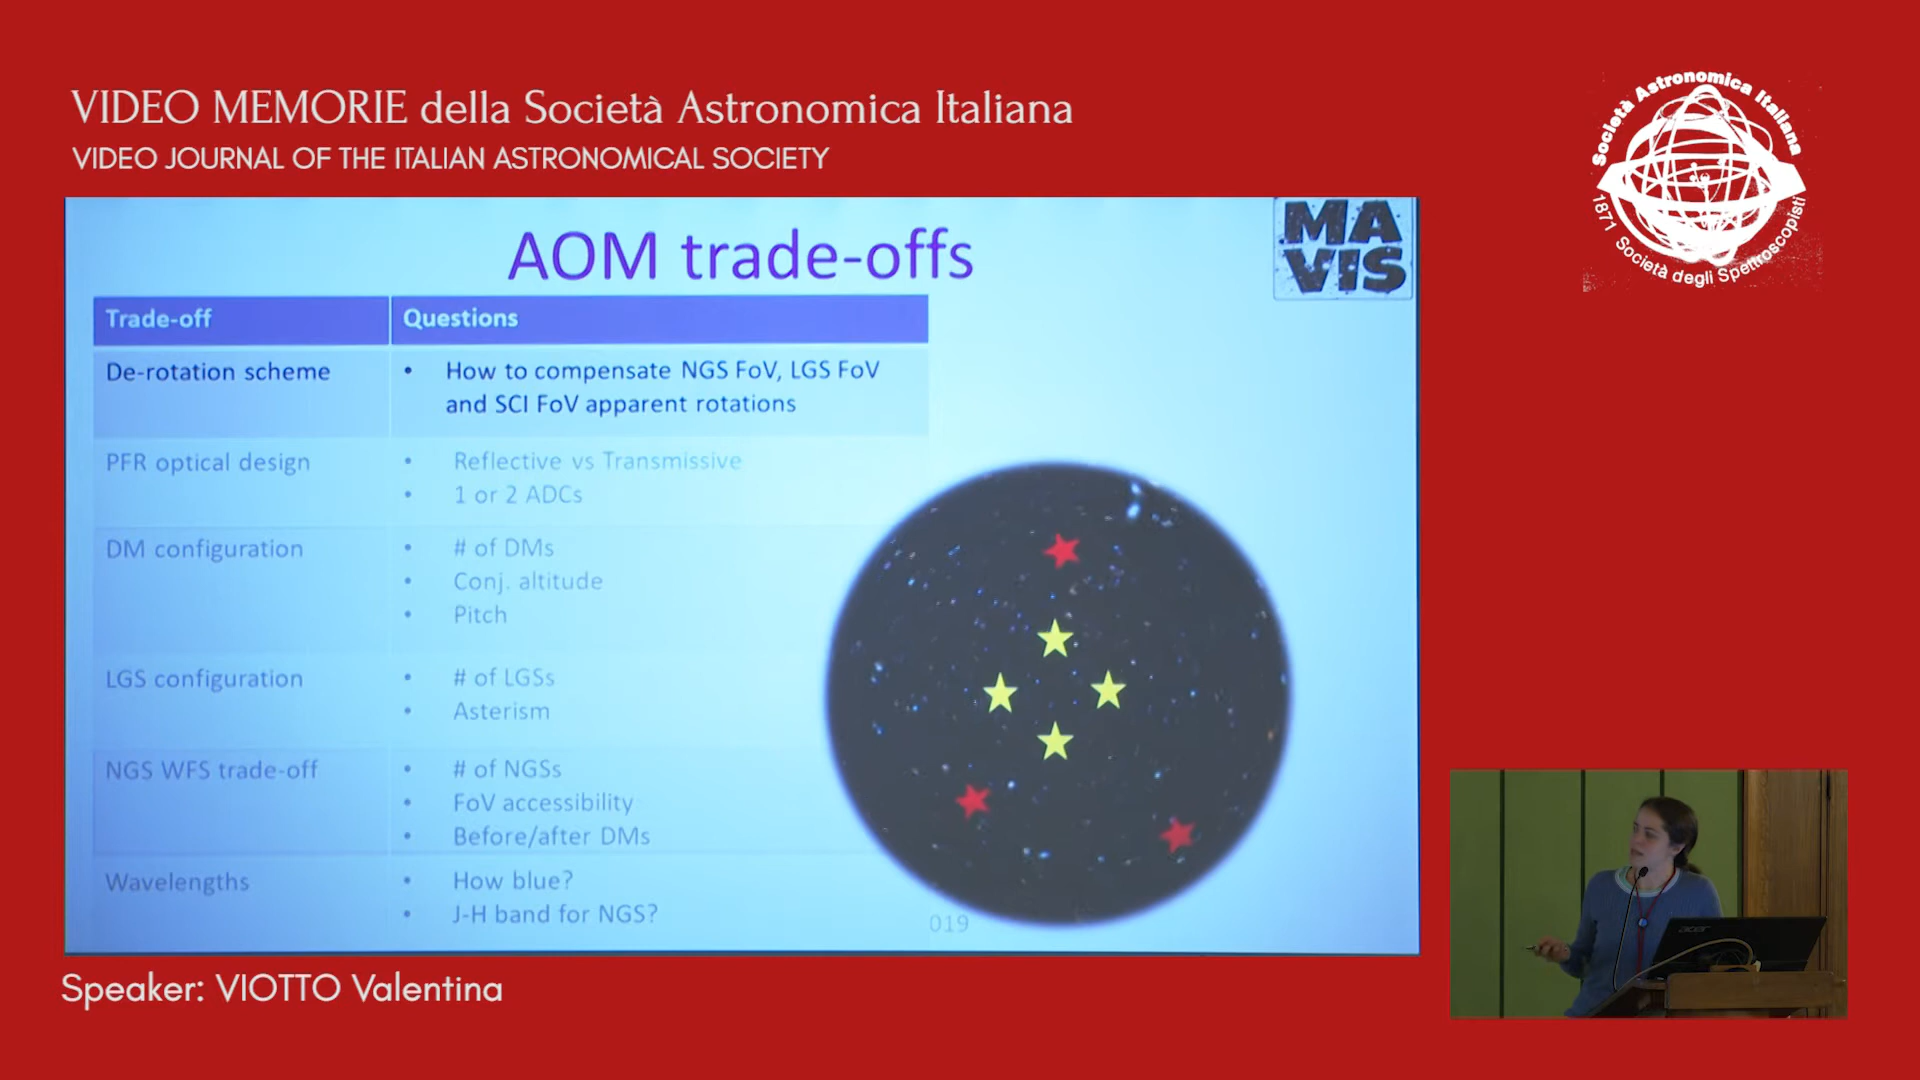 VIDEO MEMORIE della Società Astronomica Italiana
VIDEO JOURNAL OF THE ITALIAN ASTRONOMICAL SOCIETY
Società Astronomica Italiana
1871 Società degli Spettroscopisti
AOM trade-offs
MA
VIS
Trade-off
Questions
De-rotation scheme
• How to compensate NGS FoV, LGS FoV
and SCI FoV apparent rotations
PFR optical design
• Reflective vs Transmissive
• 1 or 2 ADCs
DM configuration
• # of DMs
• Conj. altitude
• Pitch
LGS configuration
• # of LGSs
• Asterism
NGS WFS trade-off
• # of NGSs
• FoV accessibility
• Before/after DMs
Wavelengths
• How blue?
• J-H band for NGS?
019
acer
Speaker: VIOTTO Valentina